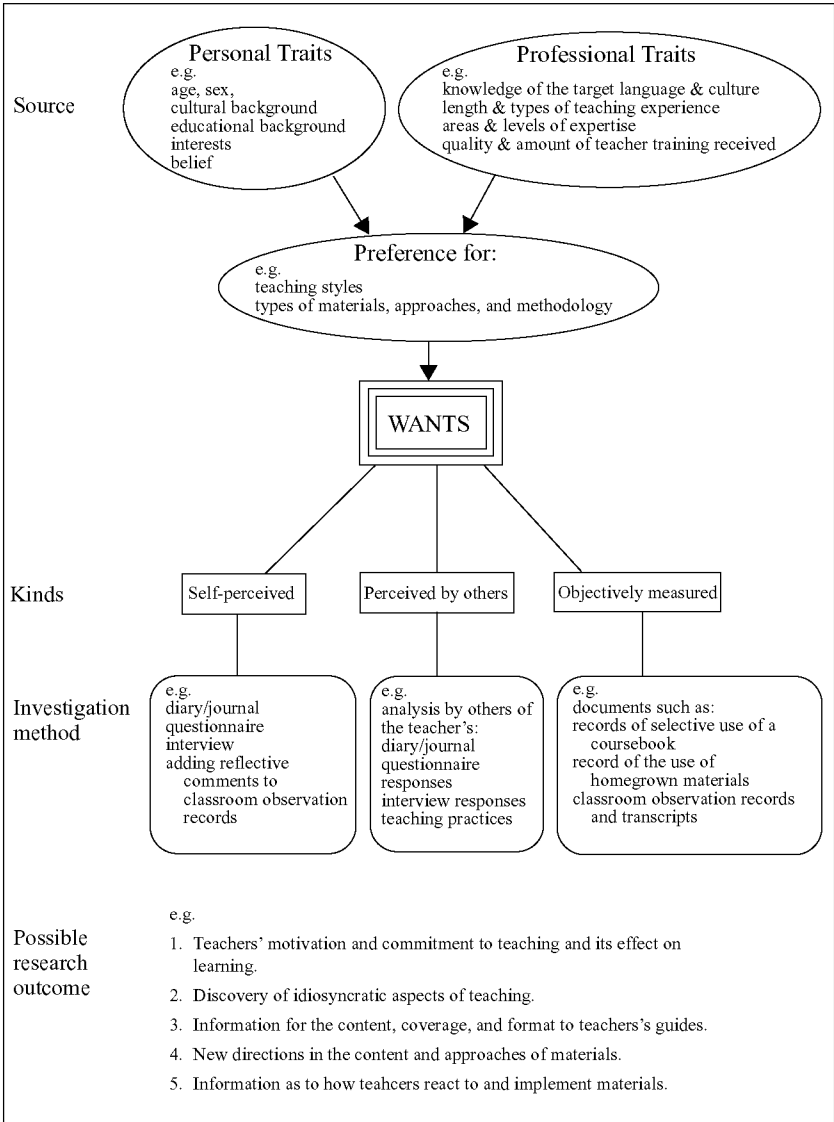 Source
Personal Traits
e.g.
age, sex,
cultural background
educational background
interests
belief
Professional Traits
e.g.
knowledge of the target language & culture
length & types of teaching experience
areas & levels of expertise
quality & amount of teacher training received
Preference for:
e.g.
teaching styles
types of materials, approaches, and methodology
WANTS
Kinds
Self-perceived
Perceived by others
Objectively measured
Investigation
method
e.g.
diary/journal
questionnaire
interview
adding reflective
comments to
classroom observation
records
e.g.
analysis by others of
the teacher's:
diary/journal
questionnaire
responses
interview responses
teaching practices
e.g.
documents such as:
records of selective use of a
coursebook
record of the use of
homegrown materials
classroom observation records
and transcripts
Possible
research
outcome
e.g.
1. Teachers' motivation and commitment to teaching and its effect on
learning.
2. Discovery of idiosyncratic aspects of teaching.
3. Information for the content, coverage, and format to teachers's guides.
4. New directions in the content and approaches of materials.
5. Information as to how teahcers react to and implement materials.